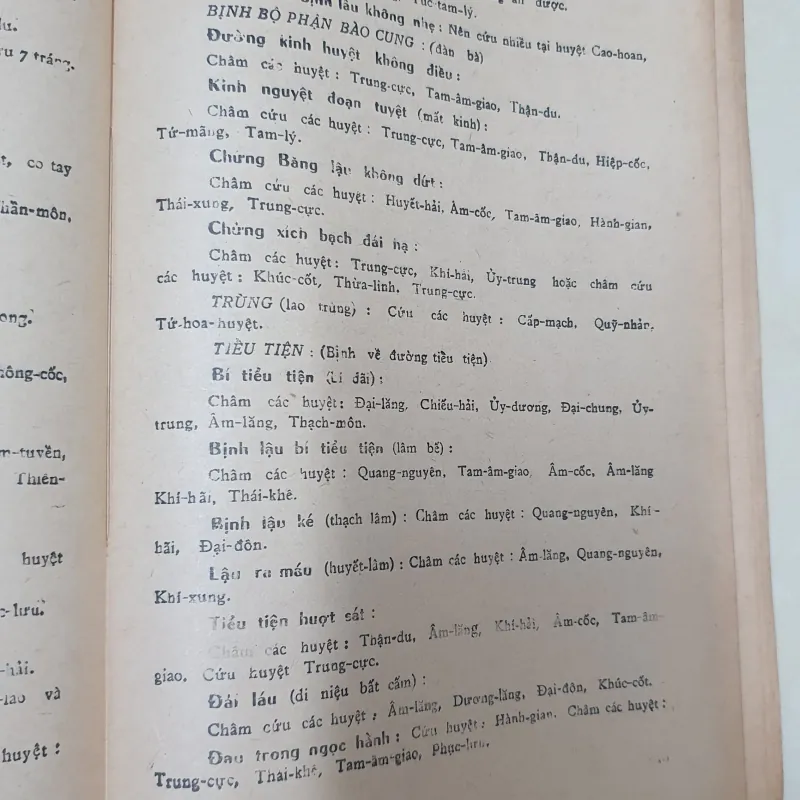 ịnh lâu không nhẹ : Nên cứu nhiều tại huyệt Cao-hoan,
BỊNH BỘ PHẬN BÀO CUNG : (đàn bà)
Đường kinh huyệt không điều :
Châm các huyệt : Trung-cực, Tam-âm-giao, Thận-du.
Kinh nguyệt đoạn tuyệt (mất kinh) :
Châm cứu các huyệt : Trung-cực, Tam-âm-giao, Thận-du, Hiệp-cốc,
Tứ-mãng, Tam-lý.
Chứng Bàng lậu không dứt :
Châm cứu các huyệt : Huyết-hải, Âm-cốc, Tam-âm-giao, Hành-gian,
Thái-xung, Trung-cực.
Chứng xích bạch đái hạ :
Châm các huyệt : Trung-cực, Khí-hải, Ủy-trung hoặc châm cứu
các huyệt : Khúc-cốt, Thừa-linh. Trung-cực.
TRÙNG (lao trùng) : Cứu các huyệt : Cấp-mạch, Quỹ-nhản,
Tứ-hoa-huyệt.
TIỀU TIỆN : (Bịnh về đường tiểu tiện)
Bí tiểu tiện (Lí đãi) :
Châm các huyệt : Đại-lăng, Chiếu-hải, Ủy-dương, Đại-chung, Ủy-
trung, Âm-lăng, Thạch-môn.
Bịnh lậu bí tiểu tiện (lâm bế) :
Châm các huyệt : Quang-nguyên, Tam-âm-giao, Âm-cốc, Âm-lăng
Khí-hãi, Thái-khê.
Bịnh lậu ké (thạch lâm) : Châm các huyệt : Quang-nguyên, Khí-
hãi, Đại-đôn.
Lậu ra máu (huyết-lâm) : Châm các huyệt : Âm-lăng, Quang-nguyên,
Khí-xung.
Tiểu tiện hượt sát :
Châm các huyệt : Thận-du, Âm-lăng, Khí-hải, Âm-cốc, Tam-âm-
giao. Cứu huyệt Trung-cực.
Đái láu (di niệu bất cấm) :
Châm cứu các huyệt : Âm-lăng, Dương-lăng, Đại-đôn, Khúc-cốt.
Đau trong ngọc hành : Cứu huyệt : Hành-gian. Châm các huyệt :
Trung-cực, Thái-khê, Tam-âm-giao, Phục-lưu.